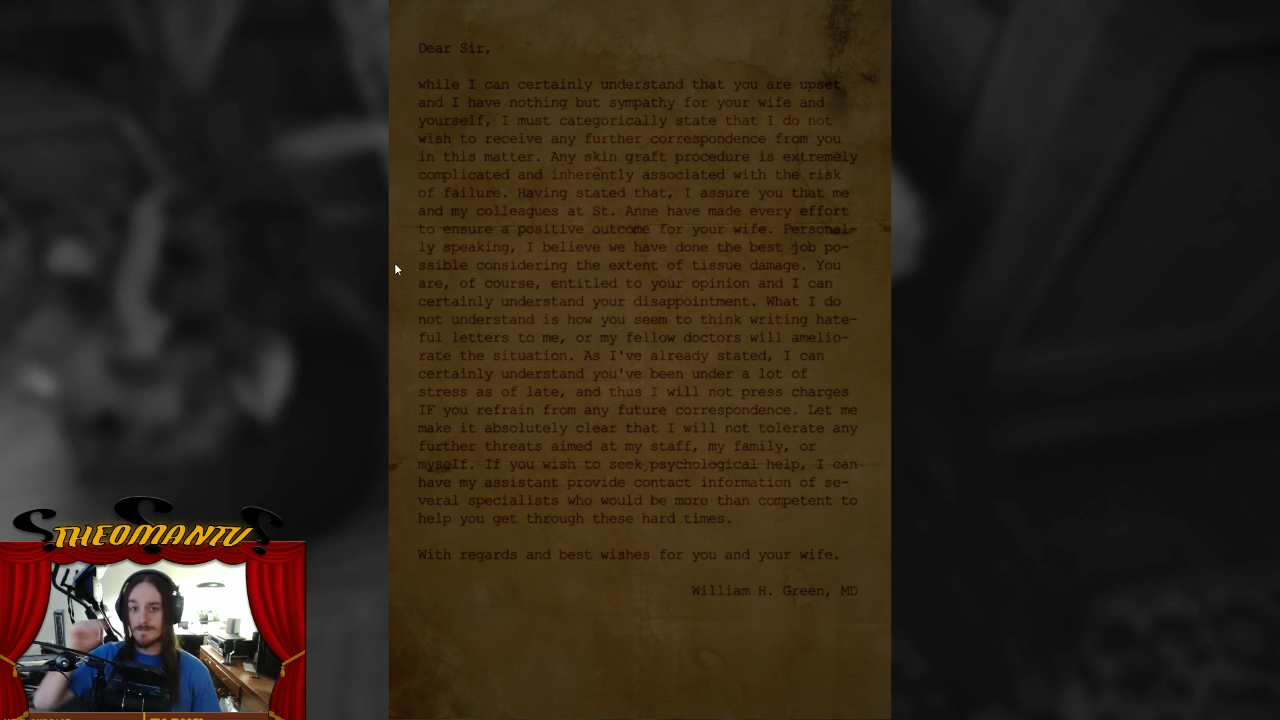 Dear Sir,
while I can certainly understand that you are upset
and I have nothing but sympathy for your wife and
yourself, I must categorically state that I do not
wish to receive any further correspondence from you
in this matter. Any skin graft procedure is extremely
complicated and inherently associated with the risk
of failure. Having stated that, I assure you that me
and my colleagues at St. Anne have made every effort
to ensure a positive outcome for your wife. Personal-
ly speaking, I believe we have done the best job po-
ssible considering the extent of tissue damage. You
are, of course, entitled to your opinion and I can
certainly understand your disappointment. What I do
not understand is how you seem to think writing hate-
ful letters to me, or my fellow doctors will amelio-
rate the situation. As I've already stated, I can
certainly understand you've been under a lot of
stress as of late, and thus I will not press charges
IF you refrain from any future correspondence. Let me
make it absolutely clear that I will not tolerate any
further threats aimed at my staff, my family, or
myself. If you wish to seek psychological help, I can
have my assistant provide contact information of se-
veral specialists who would be more than competent to
help you get through these hard times.
With regards and best wishes for you and your wife.
William H. Green, MD
THEOMANTUS